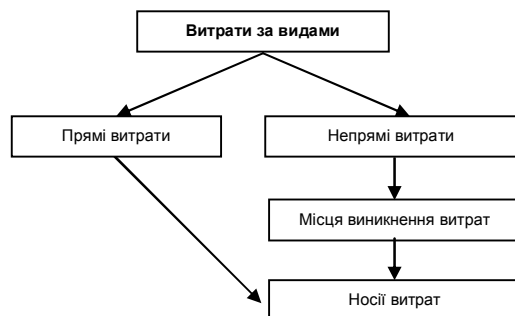 Витрати за видами
Прямі витрати
Непрямі витрати
Місця виникнення витрат
Носії витрат